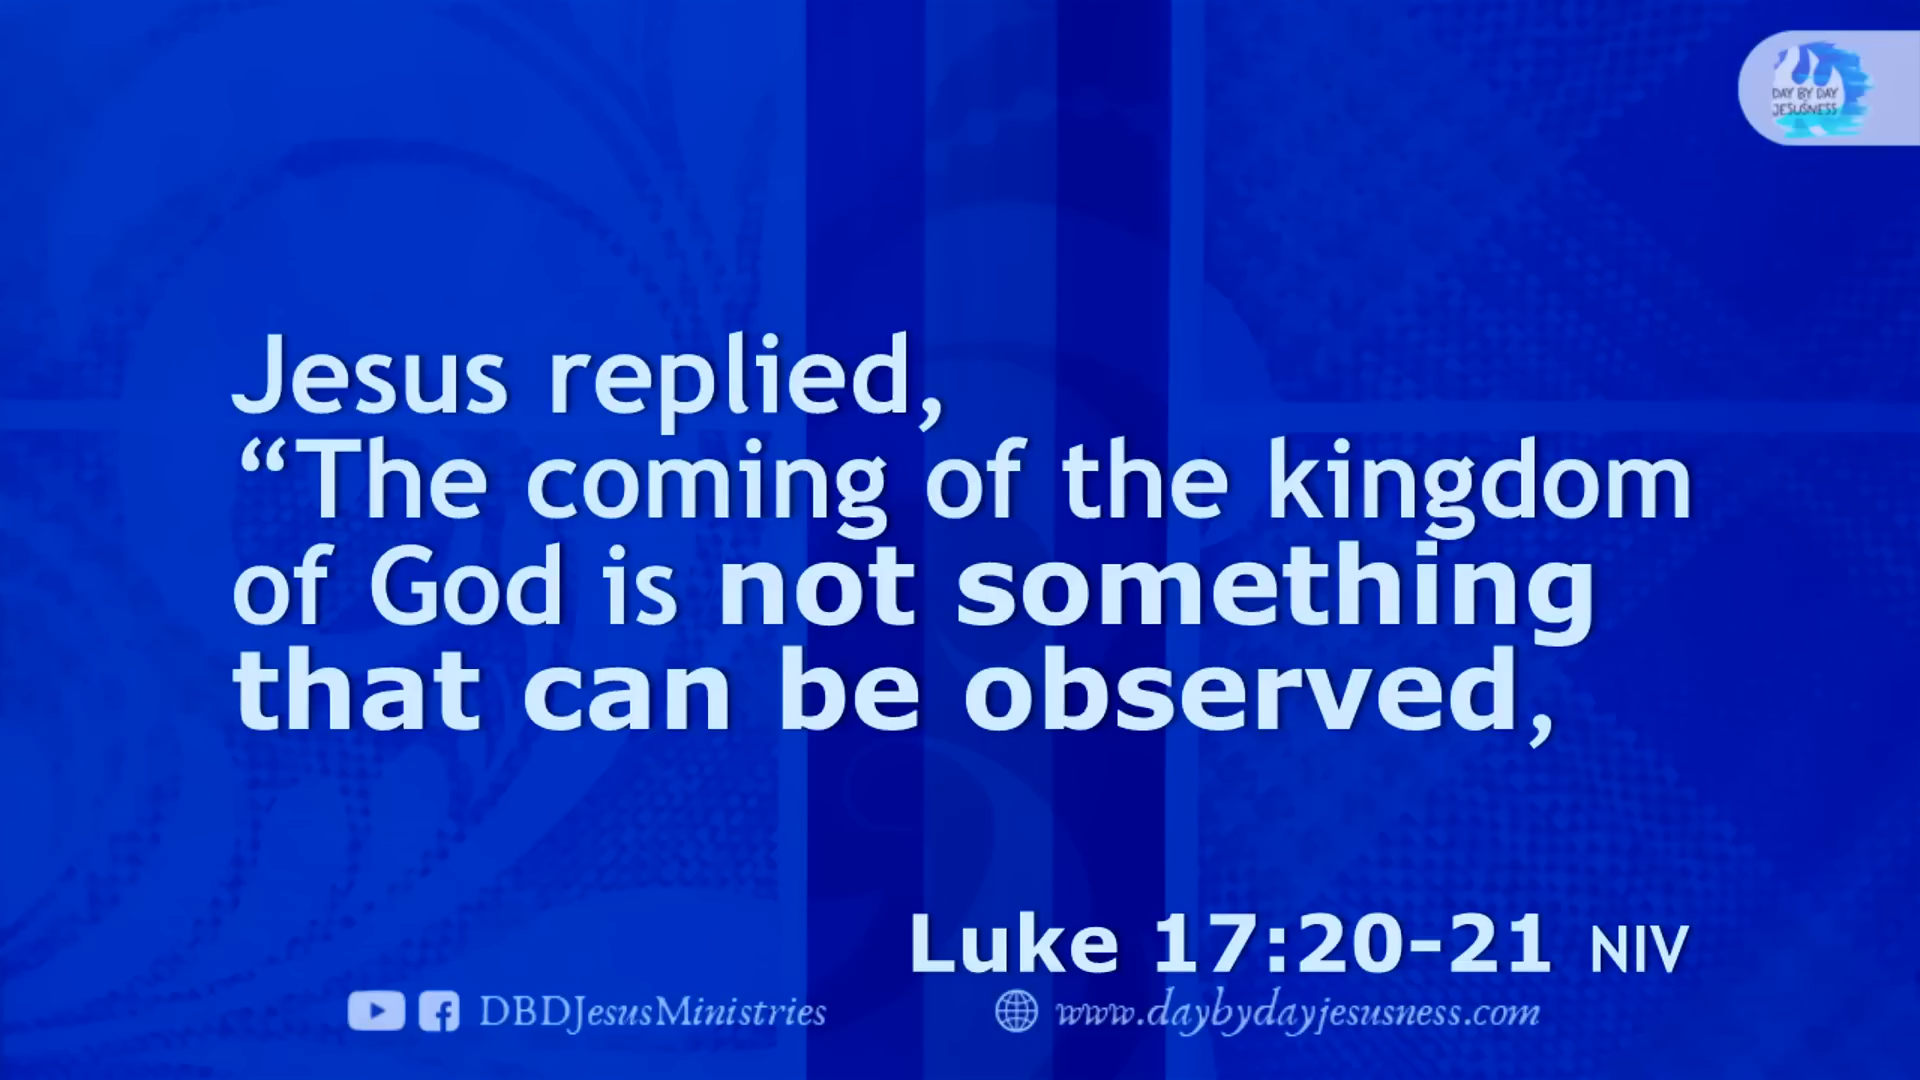 DAY BY DAY
JESUSNESS
Jesus replied,
“The coming of the kingdom
of God is not something
that can be observed,
Luke 17:20-21 NIV
DBDJesusMinistries
www.daybydayjesusness.com